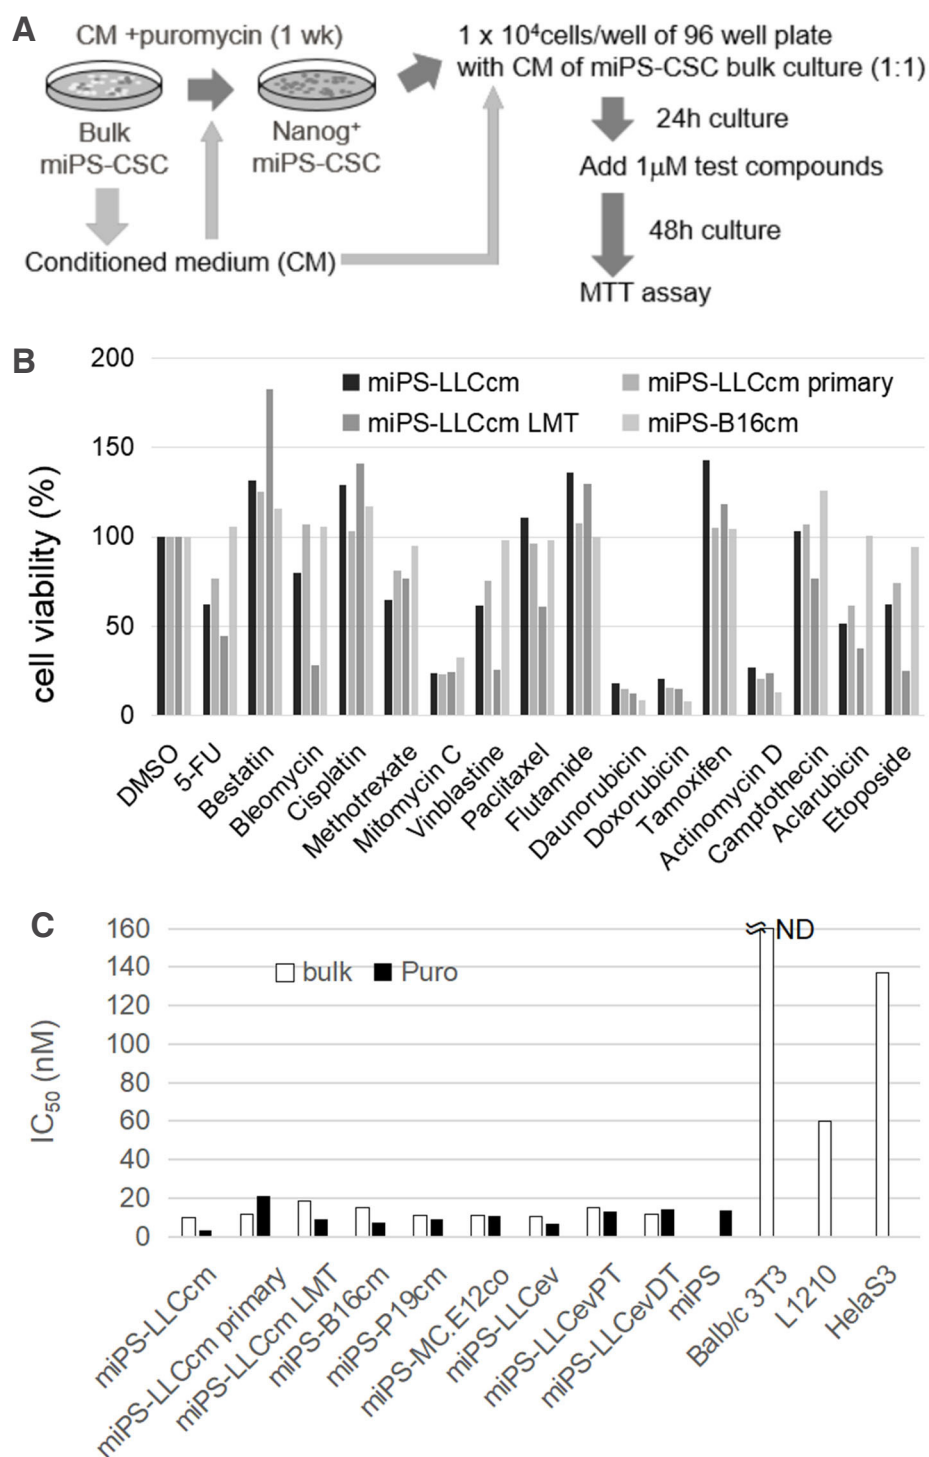 A
CM +puromycin (1 wk)
Bulk
miPS-CSC
Nanog⁺
miPS-CSC
Conditioned medium (CM)
1 x 10⁴cells/well of 96 well plate
with CM of miPS-CSC bulk culture (1:1)
24h culture
Add 1μM test compounds
48h culture
MTT assay
B
cell viability (%)
200
150
100
50
0
miPS-LLCcm
miPS-LLCcm primary
miPS-LLCcm LMT
miPS-B16cm
DMSO
5-FU
Bestatin
Bleomycin
Cisplatin
Methotrexate
Mitomycin C
Vinblastine
Paclitaxel
Flutamide
Daunorubicin
Doxorubicin
Tamoxifen
Actinomycin D
Camptothecin
Aclarubicin
Etoposide
C
IC₅₀ (nM)
160
140
120
100
80
60
40
20
0
bulk
Puro
ND
miPS-LLCcm
miPS-LLCcm primary
miPS-LLCcm LMT
miPS-B16cm
miPS-P19cm
miPS-MC.E12co
miPS-LLCev
miPS-LLCevPT
miPS-LLCevDT
miPS
Balb/c 3T3
L1210
HelaS3